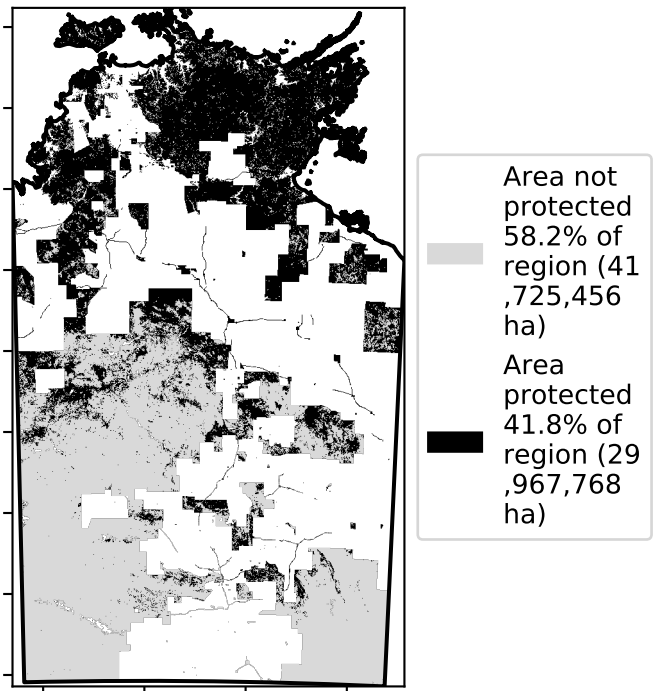 Area not
protected
58.2% of
region (41
,725,456
ha)
Area
protected
41.8% of
region (29
,967,768
ha)